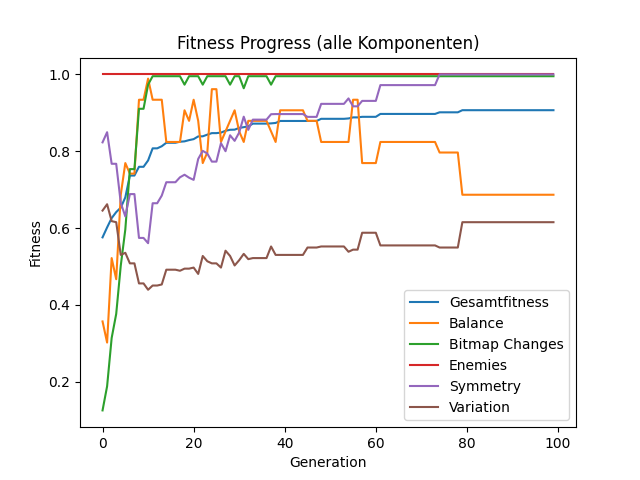 Fitness Progress (alle Komponenten)
Fitness
1.0
0.8
0.6
0.4
0.2
0 20 40 60 80 100
Generation
Gesamtfitness
Balance
Bitmap Changes
Enemies
Symmetry
Variation